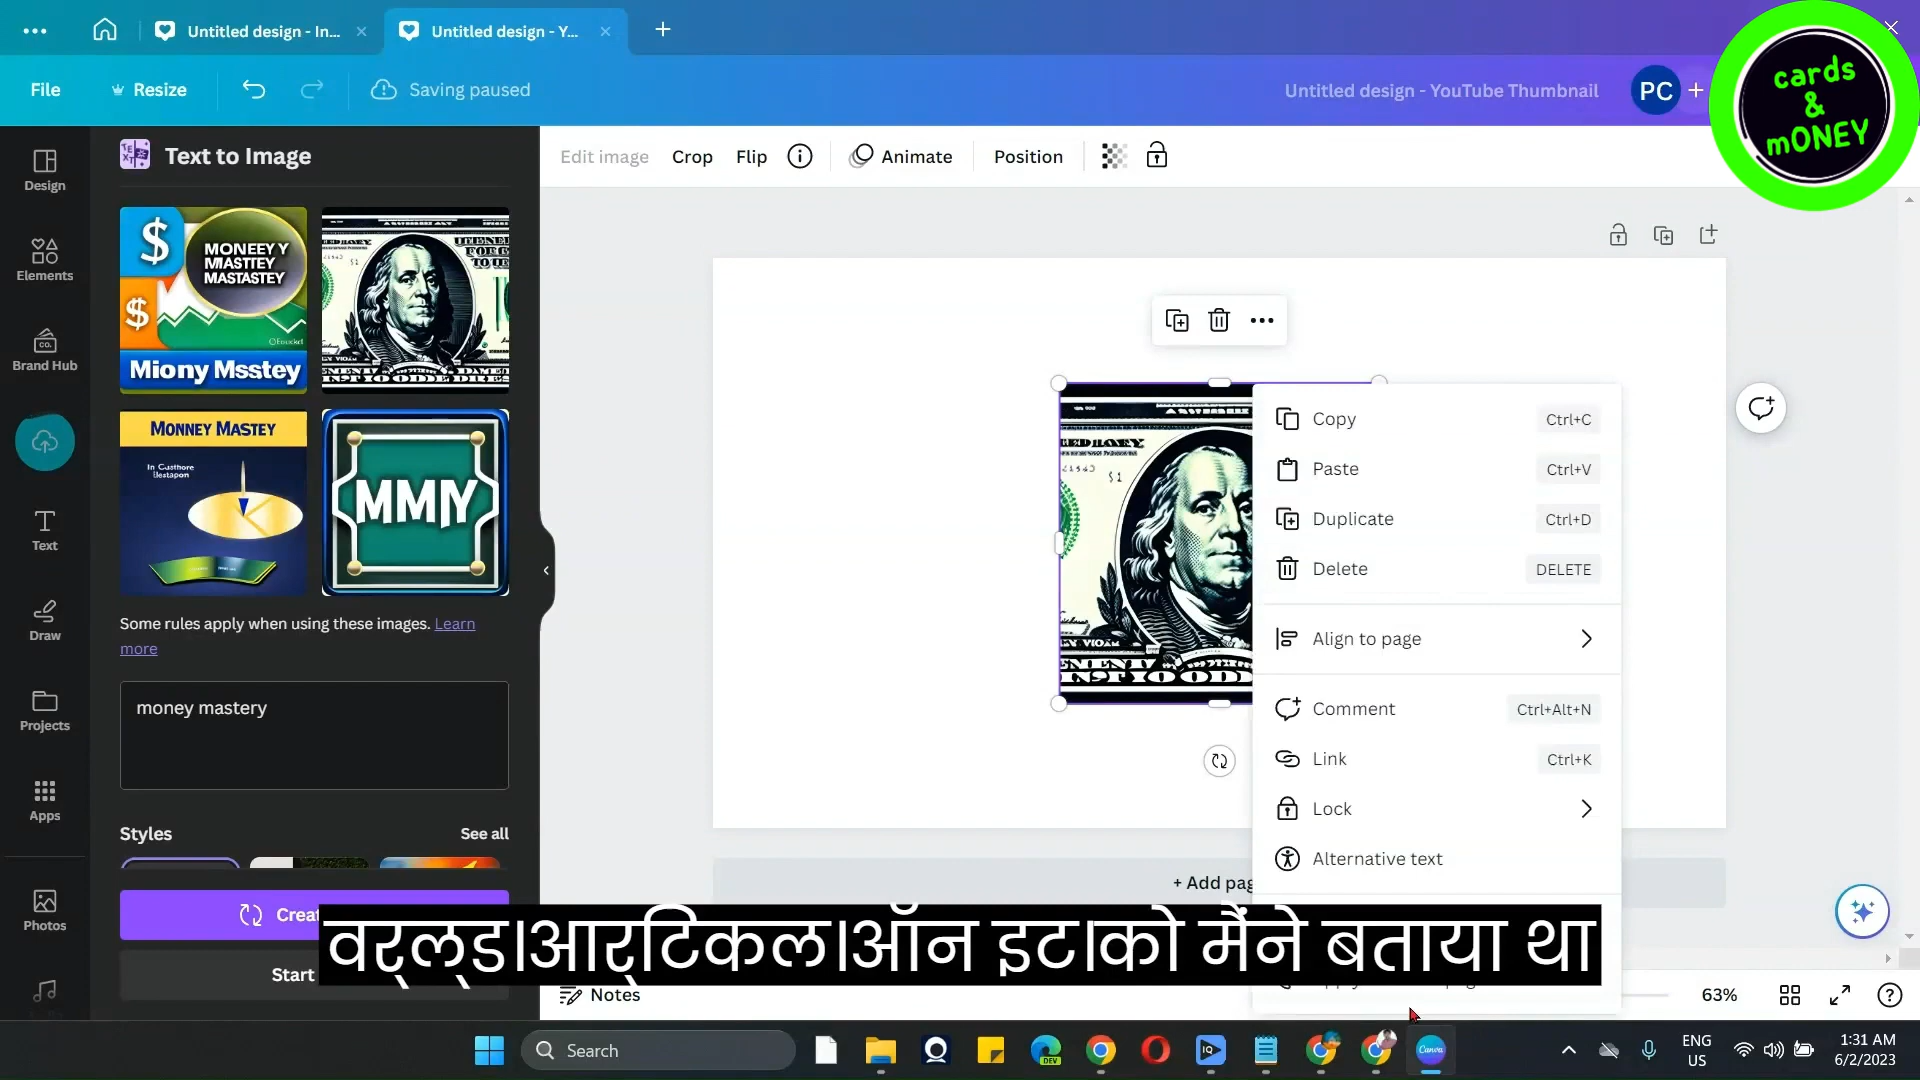 Untitled design - In...
Untitled design - Y...
File
Resize
Saving paused
Untitled design - YouTube Thumbnail
PC
cards
&
mONEY
Text to Image
Edit image
Crop
Flip
Animate
Position
Design
Elements
Brand Hub
Text
Draw
Projects
Apps
Photos
$
$
MONEEY Y
MIASTTEY
MASTASTEY
Miony Msstey
MONNEY MASTEY
MMIY
Some rules apply when using these images. Learn
more
money mastery
Styles
See all
Start
Copy
Ctrl+C
Paste
Ctrl+V
Duplicate
Ctrl+D
Delete
DELETE
Align to page
Comment
Ctrl+Alt+N
Link
Ctrl+K
Lock
Alternative text
वर्ल्ड।आर्टिकल।ऑन इट।को मैंने बताया था
Notes
63%
Search
ENG
US
1:31 AM
6/2/2023